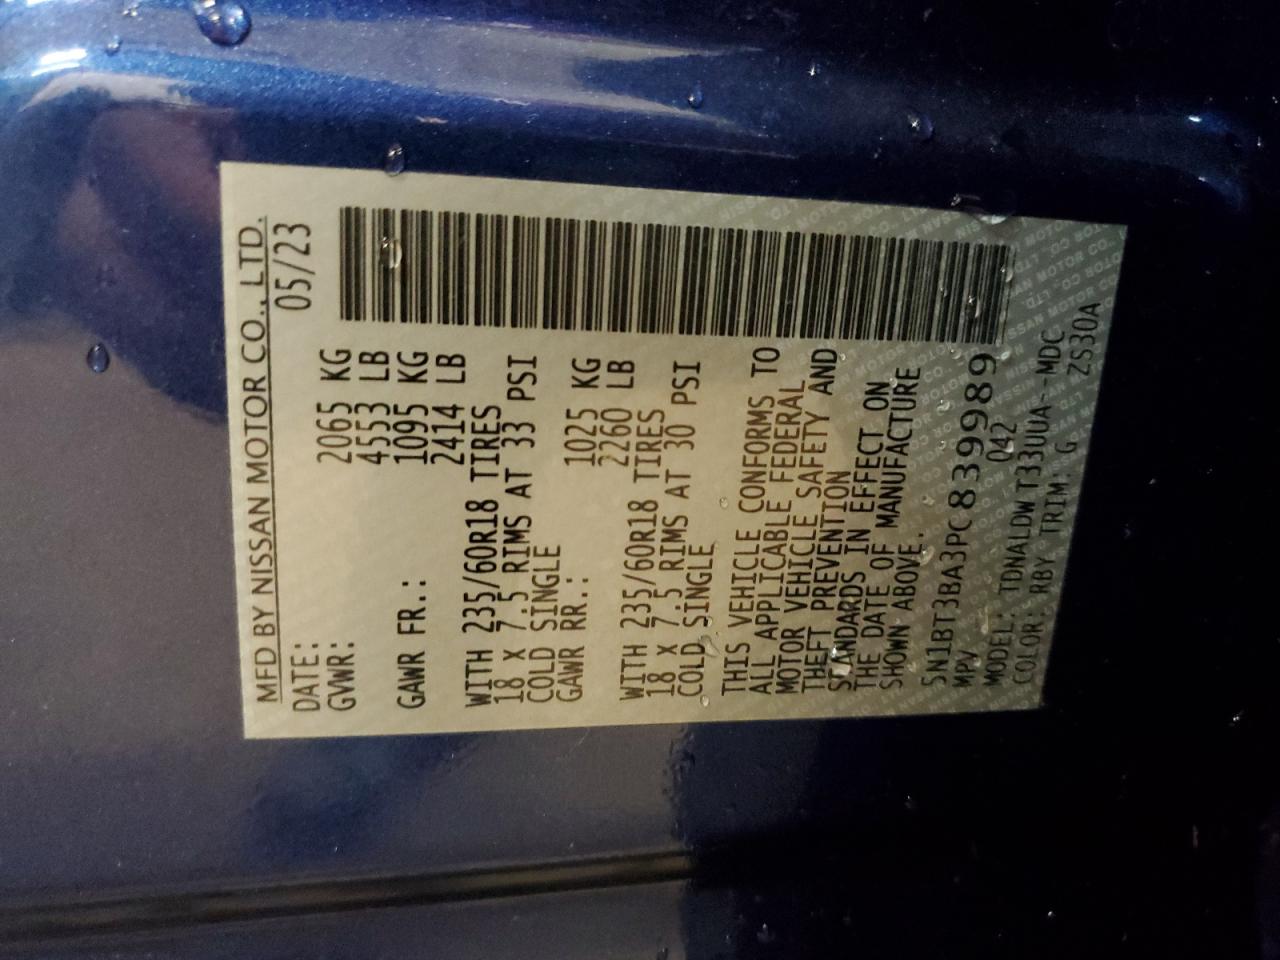 MFD BY NISSAN MOTOR CO., LTD.
DATE: 05/23
GVWR: 2065 KG
4553 LB
GAWR FR.: 1095 KG
2414 LB
WITH 235/60R18 TIRES
18 X 7.5 RIMS AT 33 PSI
COLD SINGLE
GAWR RR.: 1025 KG
2260 LB
WITH 235/60R18 TIRES
18 X 7.5 RIMS AT 30 PSI
COLD SINGLE
THIS VEHICLE CONFORMS TO
ALL APPLICABLE FEDERAL
MOTOR VEHICLE SAFETY AND
THEFT PREVENTION
STANDARDS IN EFFECT ON
THE DATE OF MANUFACTURE
SHOWN ABOVE.
5N1BT3BA3PC839989
MPV 042
MODEL: TDNALDWT33UUA--MDC
COLOR: RBY TRIM: G ZS30A